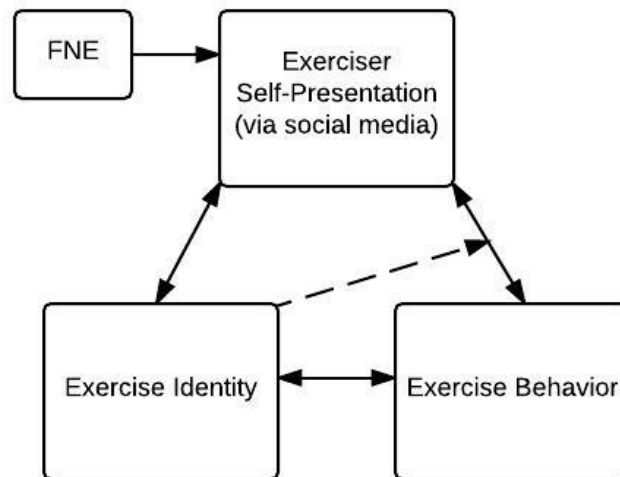 FNE
Exerciser
Self-Presentation
(via social media)
Exercise Identity
Exercise Behavior